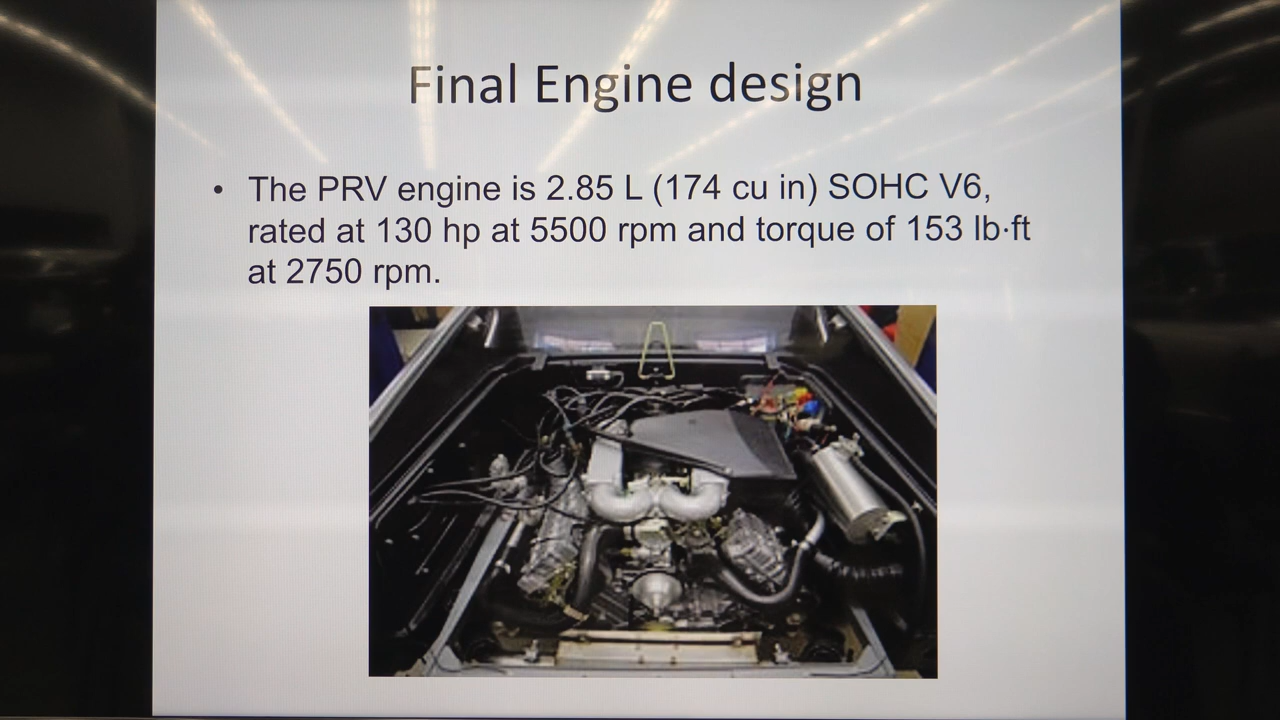 Final Engine design
• The PRV engine is 2.85 L (174 cu in) SOHC V6,
rated at 130 hp at 5500 rpm and torque of 153 lb·ft
at 2750 rpm.